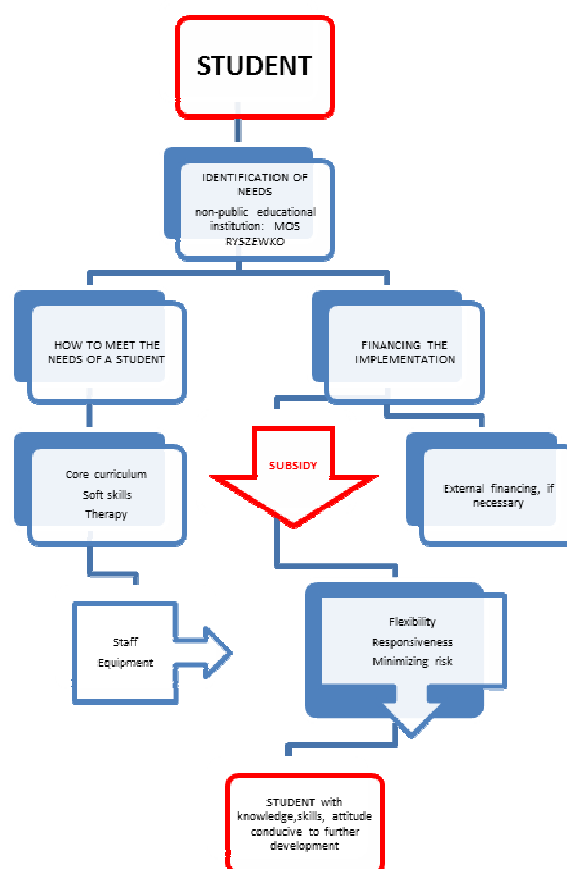 STUDENT
IDENTIFICATION OF
NEEDS
non-public educational
institution: MOS
RYSZEWKO
HOW TO MEET THE
NEEDS OF A STUDENT
FINANCING THE
IMPLEMENTATION
Core curriculum
Soft skills
Therapy
SUBSIDY
External financing, if
necessary
Staff
Equipment
Flexibility
Responsiveness
Minimizing risk
STUDENT with
knowledge,skills, attitude
conducive to further
development